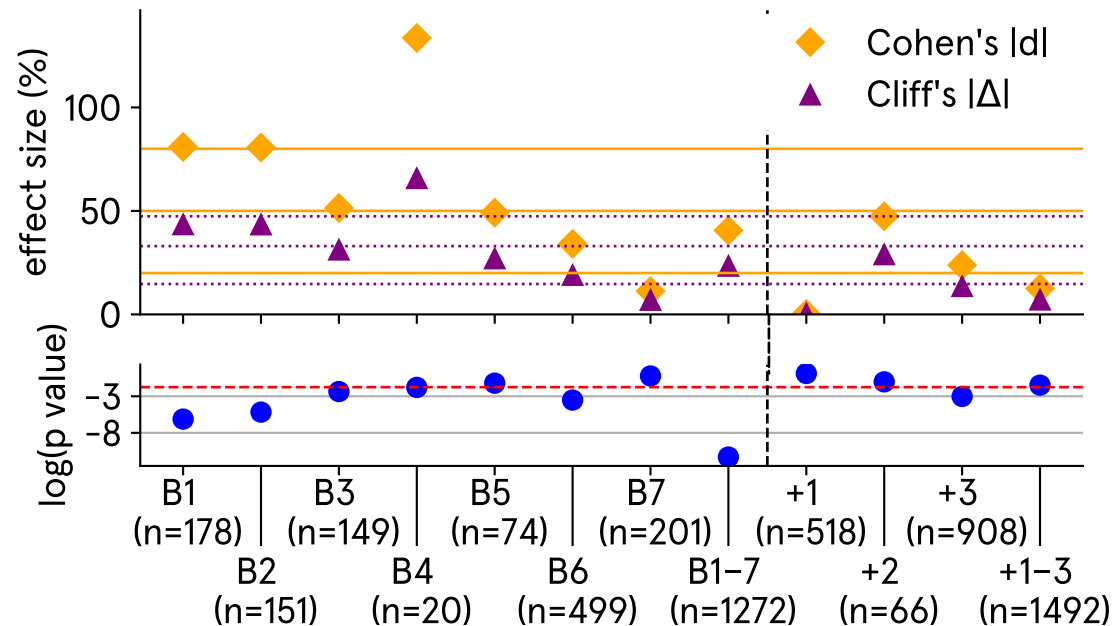 Cohen's |d|
Cliff's |Δ|
effect size (%)
100
50
0
log(p value)
−3
−8
B1 B3 B5 B7 +1 +3
(n=178) (n=149) (n=74) (n=201) (n=518) (n=908)
B2 B4 B6 B1−7 +2 +1−3
(n=151) (n=20) (n=499) (n=1272) (n=66) (n=1492)